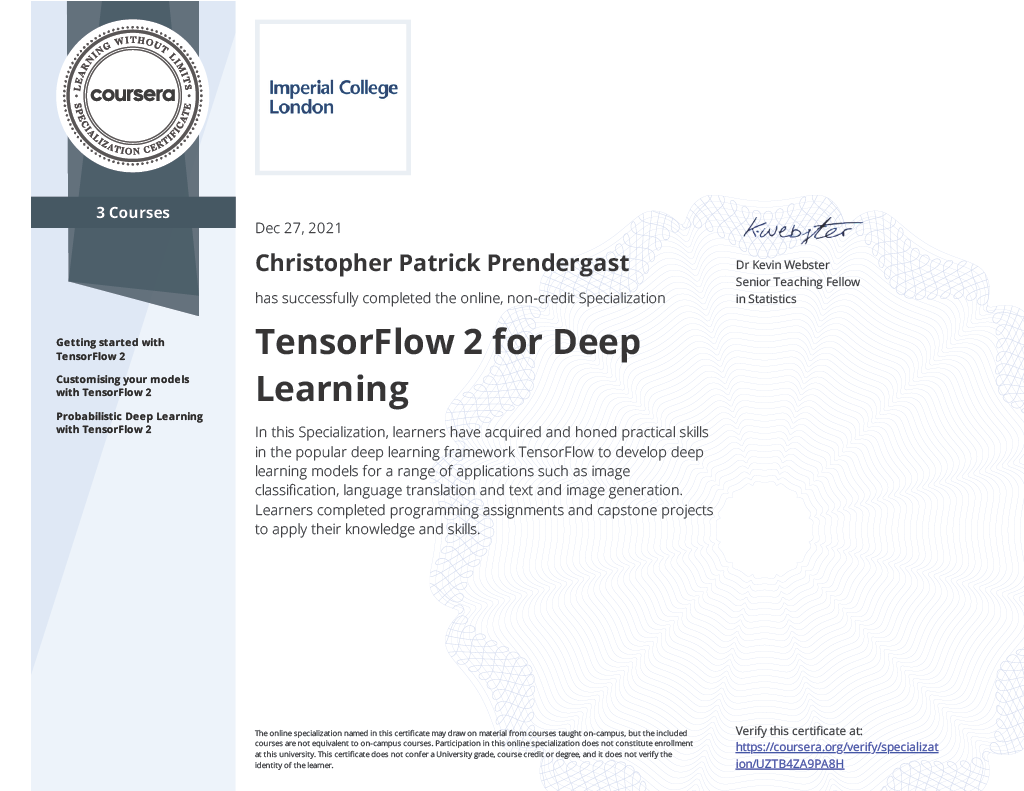 LEARNING WITHOUT LIMITS
coursera
SPECIALIZATION CERTIFICATE
3 Courses
Getting started with
TensorFlow 2
Customising your models
with TensorFlow 2
Probabilistic Deep Learning
with TensorFlow 2
Imperial College
London
Dec 27, 2021
Christopher Patrick Prendergast
has successfully completed the online, non-credit Specialization
TensorFlow 2 for Deep
Learning
In this Specialization, learners have acquired and honed practical skills
in the popular deep learning framework TensorFlow to develop deep
learning models for a range of applications such as image
classification, language translation and text and image generation.
Learners completed programming assignments and capstone projects
to apply their knowledge and skills.
Kwebster
Dr Kevin Webster
Senior Teaching Fellow
in Statistics
The online specialization named in this certificate may draw on material from courses taught on-campus, but the included
courses are not equivalent to on-campus courses. Participation in this online specialization does not constitute enrollment
at this university. This certificate does not confer a University grade, course credit or degree, and it does not verify the
identity of the learner.
Verify this certificate at:
https://coursera.org/verify/specializat
ion/UZTB4ZA9PA8H